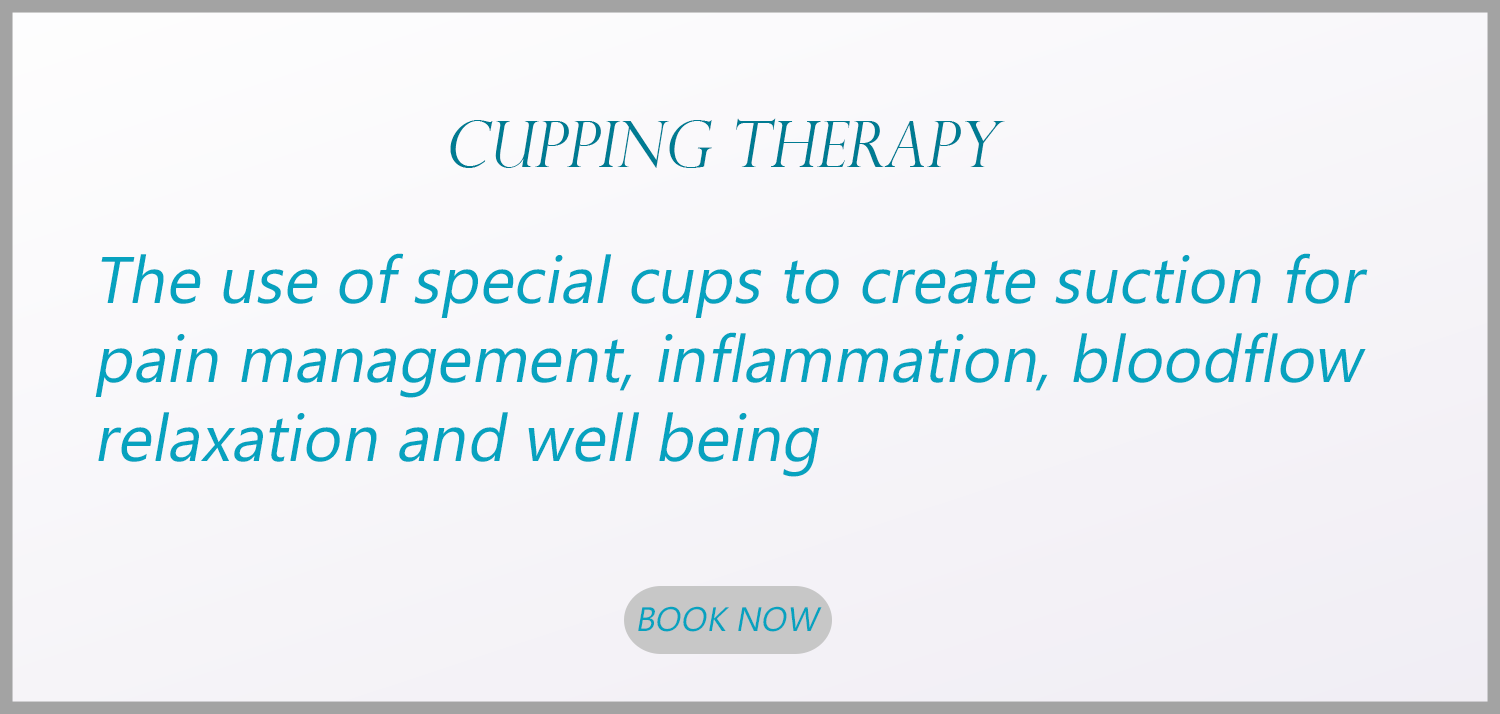 CUPPING THERAPY
The use of special cups to create suction for
pain management, inflammation, bloodflow
relaxation and well being
BOOK NOW